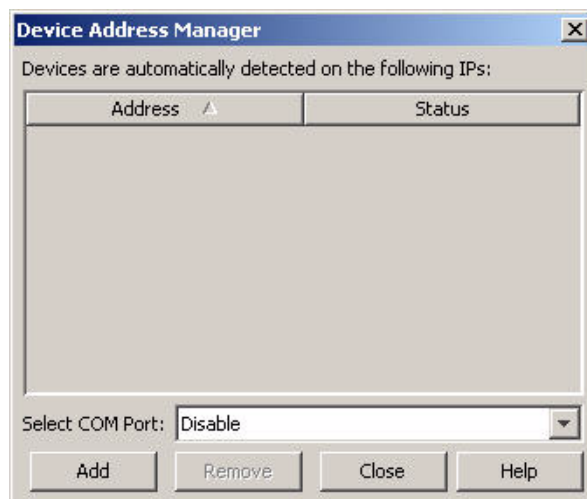 Device Address Manager
Devices are automatically detected on the following IPs:
Address Status
Select COM Port: Disable
Add Remove Close Help